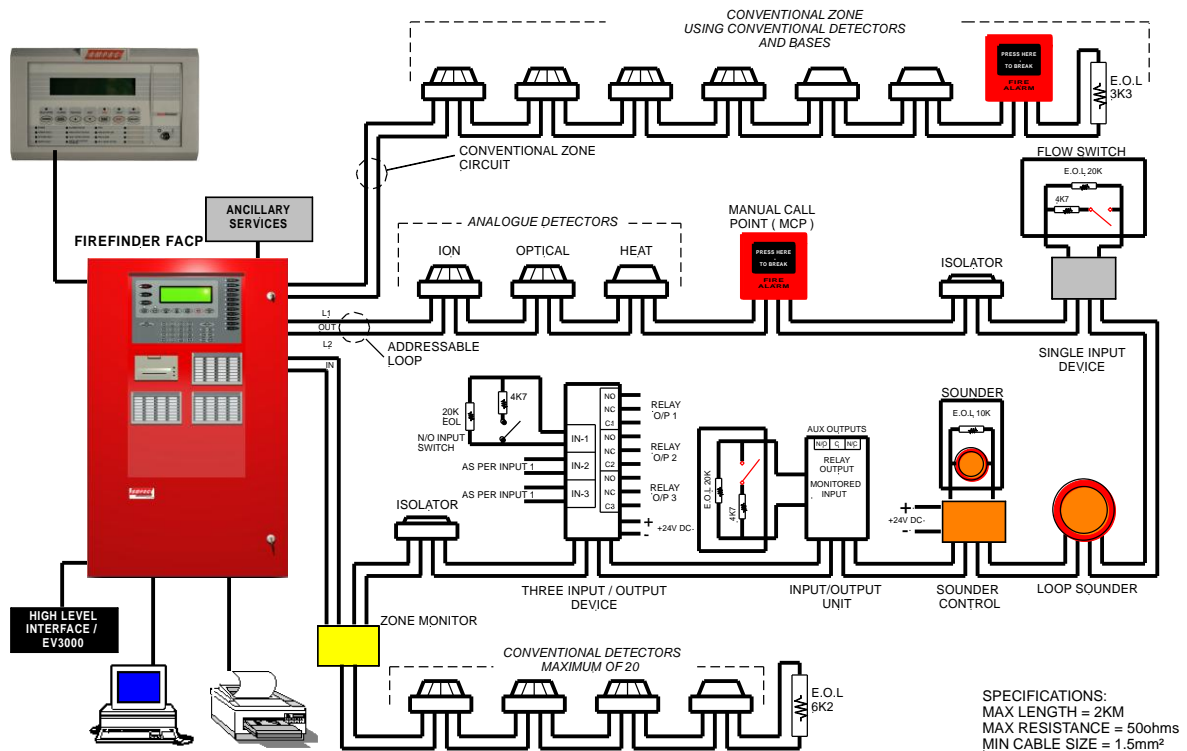 CONVENTIONAL ZONE
USING CONVENTIONAL DETECTORS
AND BASES
AMPAC
PRESS HERE
TO BREAK
FIRE
ALARM
E.O.L
3K3
CONVENTIONAL ZONE
CIRCUIT
FLOW SWITCH
E.O.L 20K
4K7
ANCILLARY
SERVICES
FIREFINDER FACP
ANALOGUE DETECTORS
ION
OPTICAL
HEAT
MANUAL CALL
POINT ( MCP )
PRESS HERE
TO BREAK
FIRE
ALARM
ISOLATOR
L1
OUT
L2
IN
ADDRESSABLE
LOOP
SINGLE INPUT
DEVICE
20K
EOL
4K7
N/O INPUT
SWITCH
IN-1
IN-2
IN-3
AS PER INPUT 1
AS PER INPUT 1
NO
NC
C1
NO
NC
C2
NO
NC
C3
RELAY
O/P 1
RELAY
O/P 2
RELAY
O/P 3
+
+24V DC-
-
E.O.L 20K
4K7
AUX OUTPUTS
N/O C N/C
RELAY
OUTPUT
MONITORED
INPUT
SOUNDER
E.O.L 10K
+
+24V DC-
-
ISOLATOR
THREE INPUT / OUTPUT
DEVICE
INPUT/OUTPUT
UNIT
SOUNDER
CONTROL
LOOP SOUNDER
HIGH LEVEL
INTERFACE /
EV3000
ZONE MONITOR
CONVENTIONAL DETECTORS
MAXIMUM OF 20
E.O.L
6K2
SPECIFICATIONS:
MAX LENGTH = 2KM
MAX RESISTANCE = 50ohms
MIN CABLE SIZE = 1.5mm²